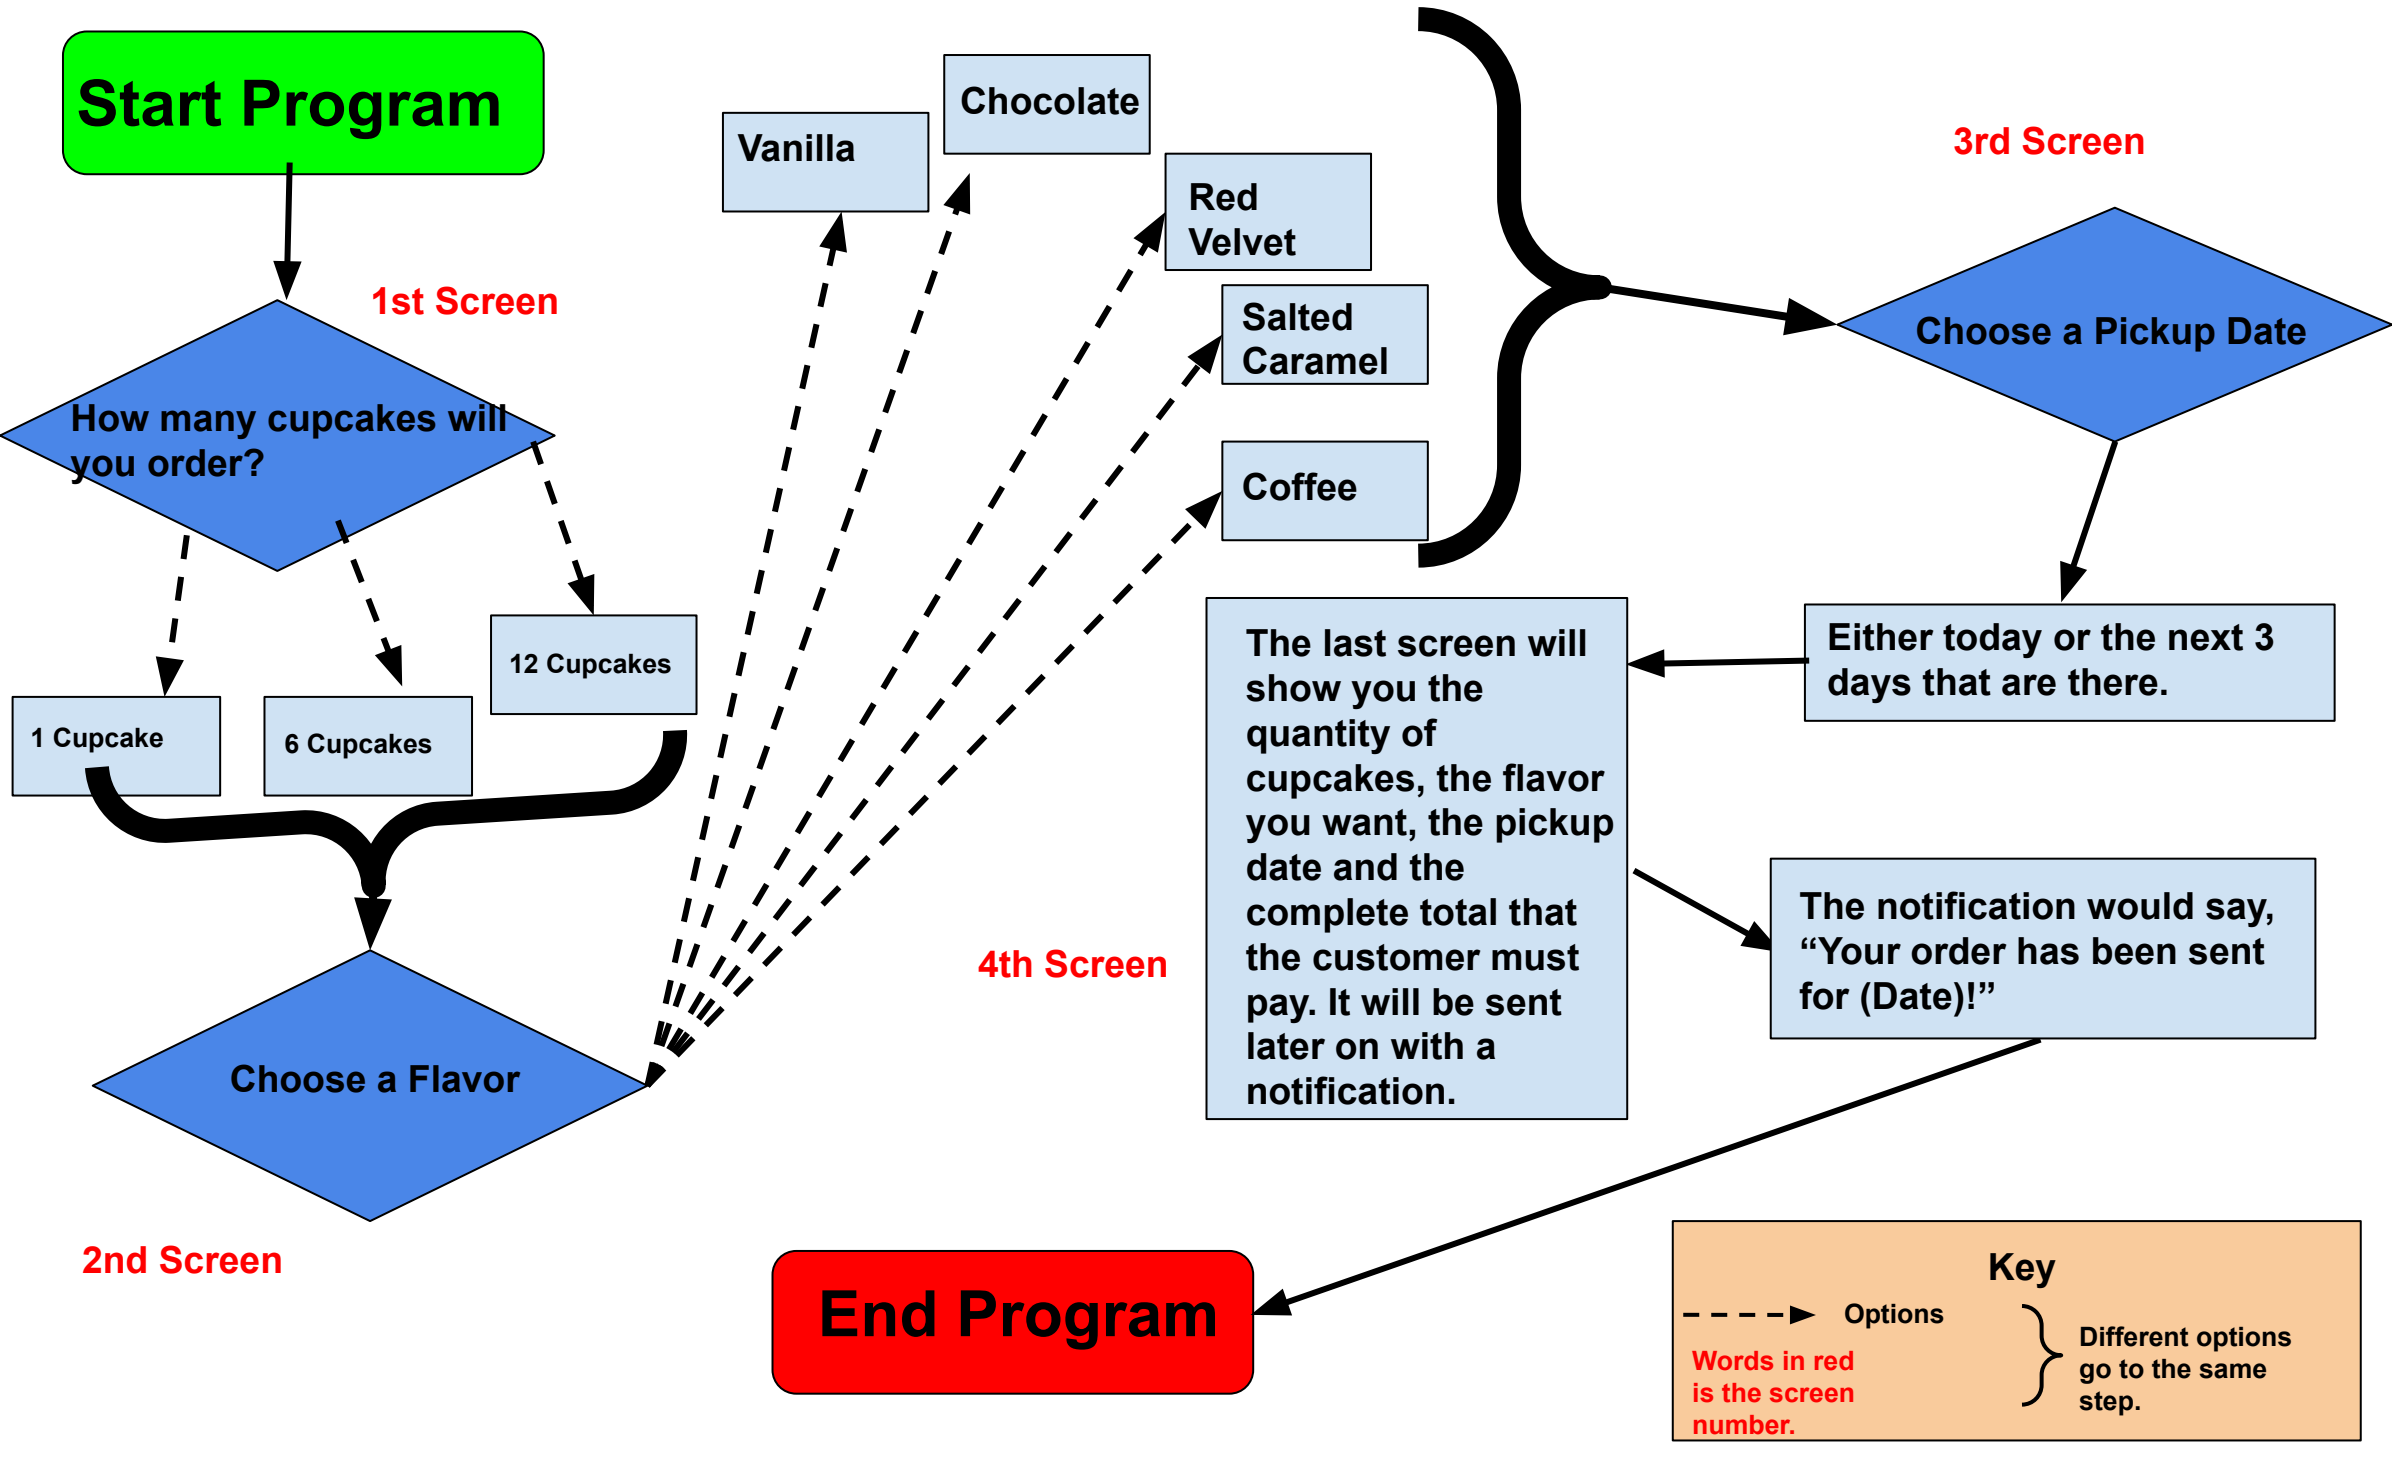 Start Program
1st Screen
How many cupcakes will
you order?
1 Cupcake
6 Cupcakes
12 Cupcakes
Choose a Flavor
2nd Screen
Vanilla
Chocolate
Red
Velvet
Salted
Caramel
Coffee
3rd Screen
Choose a Pickup Date
Either today or the next 3
days that are there.
4th Screen
The last screen will
show you the
quantity of
cupcakes, the flavor
you want, the pickup
date and the
complete total that
the customer must
pay. It will be sent
later on with a
notification.
The notification would say,
“Your order has been sent
for (Date)!”
End Program
Key
Options
Words in red
is the screen
number.
Different options
go to the same
step.